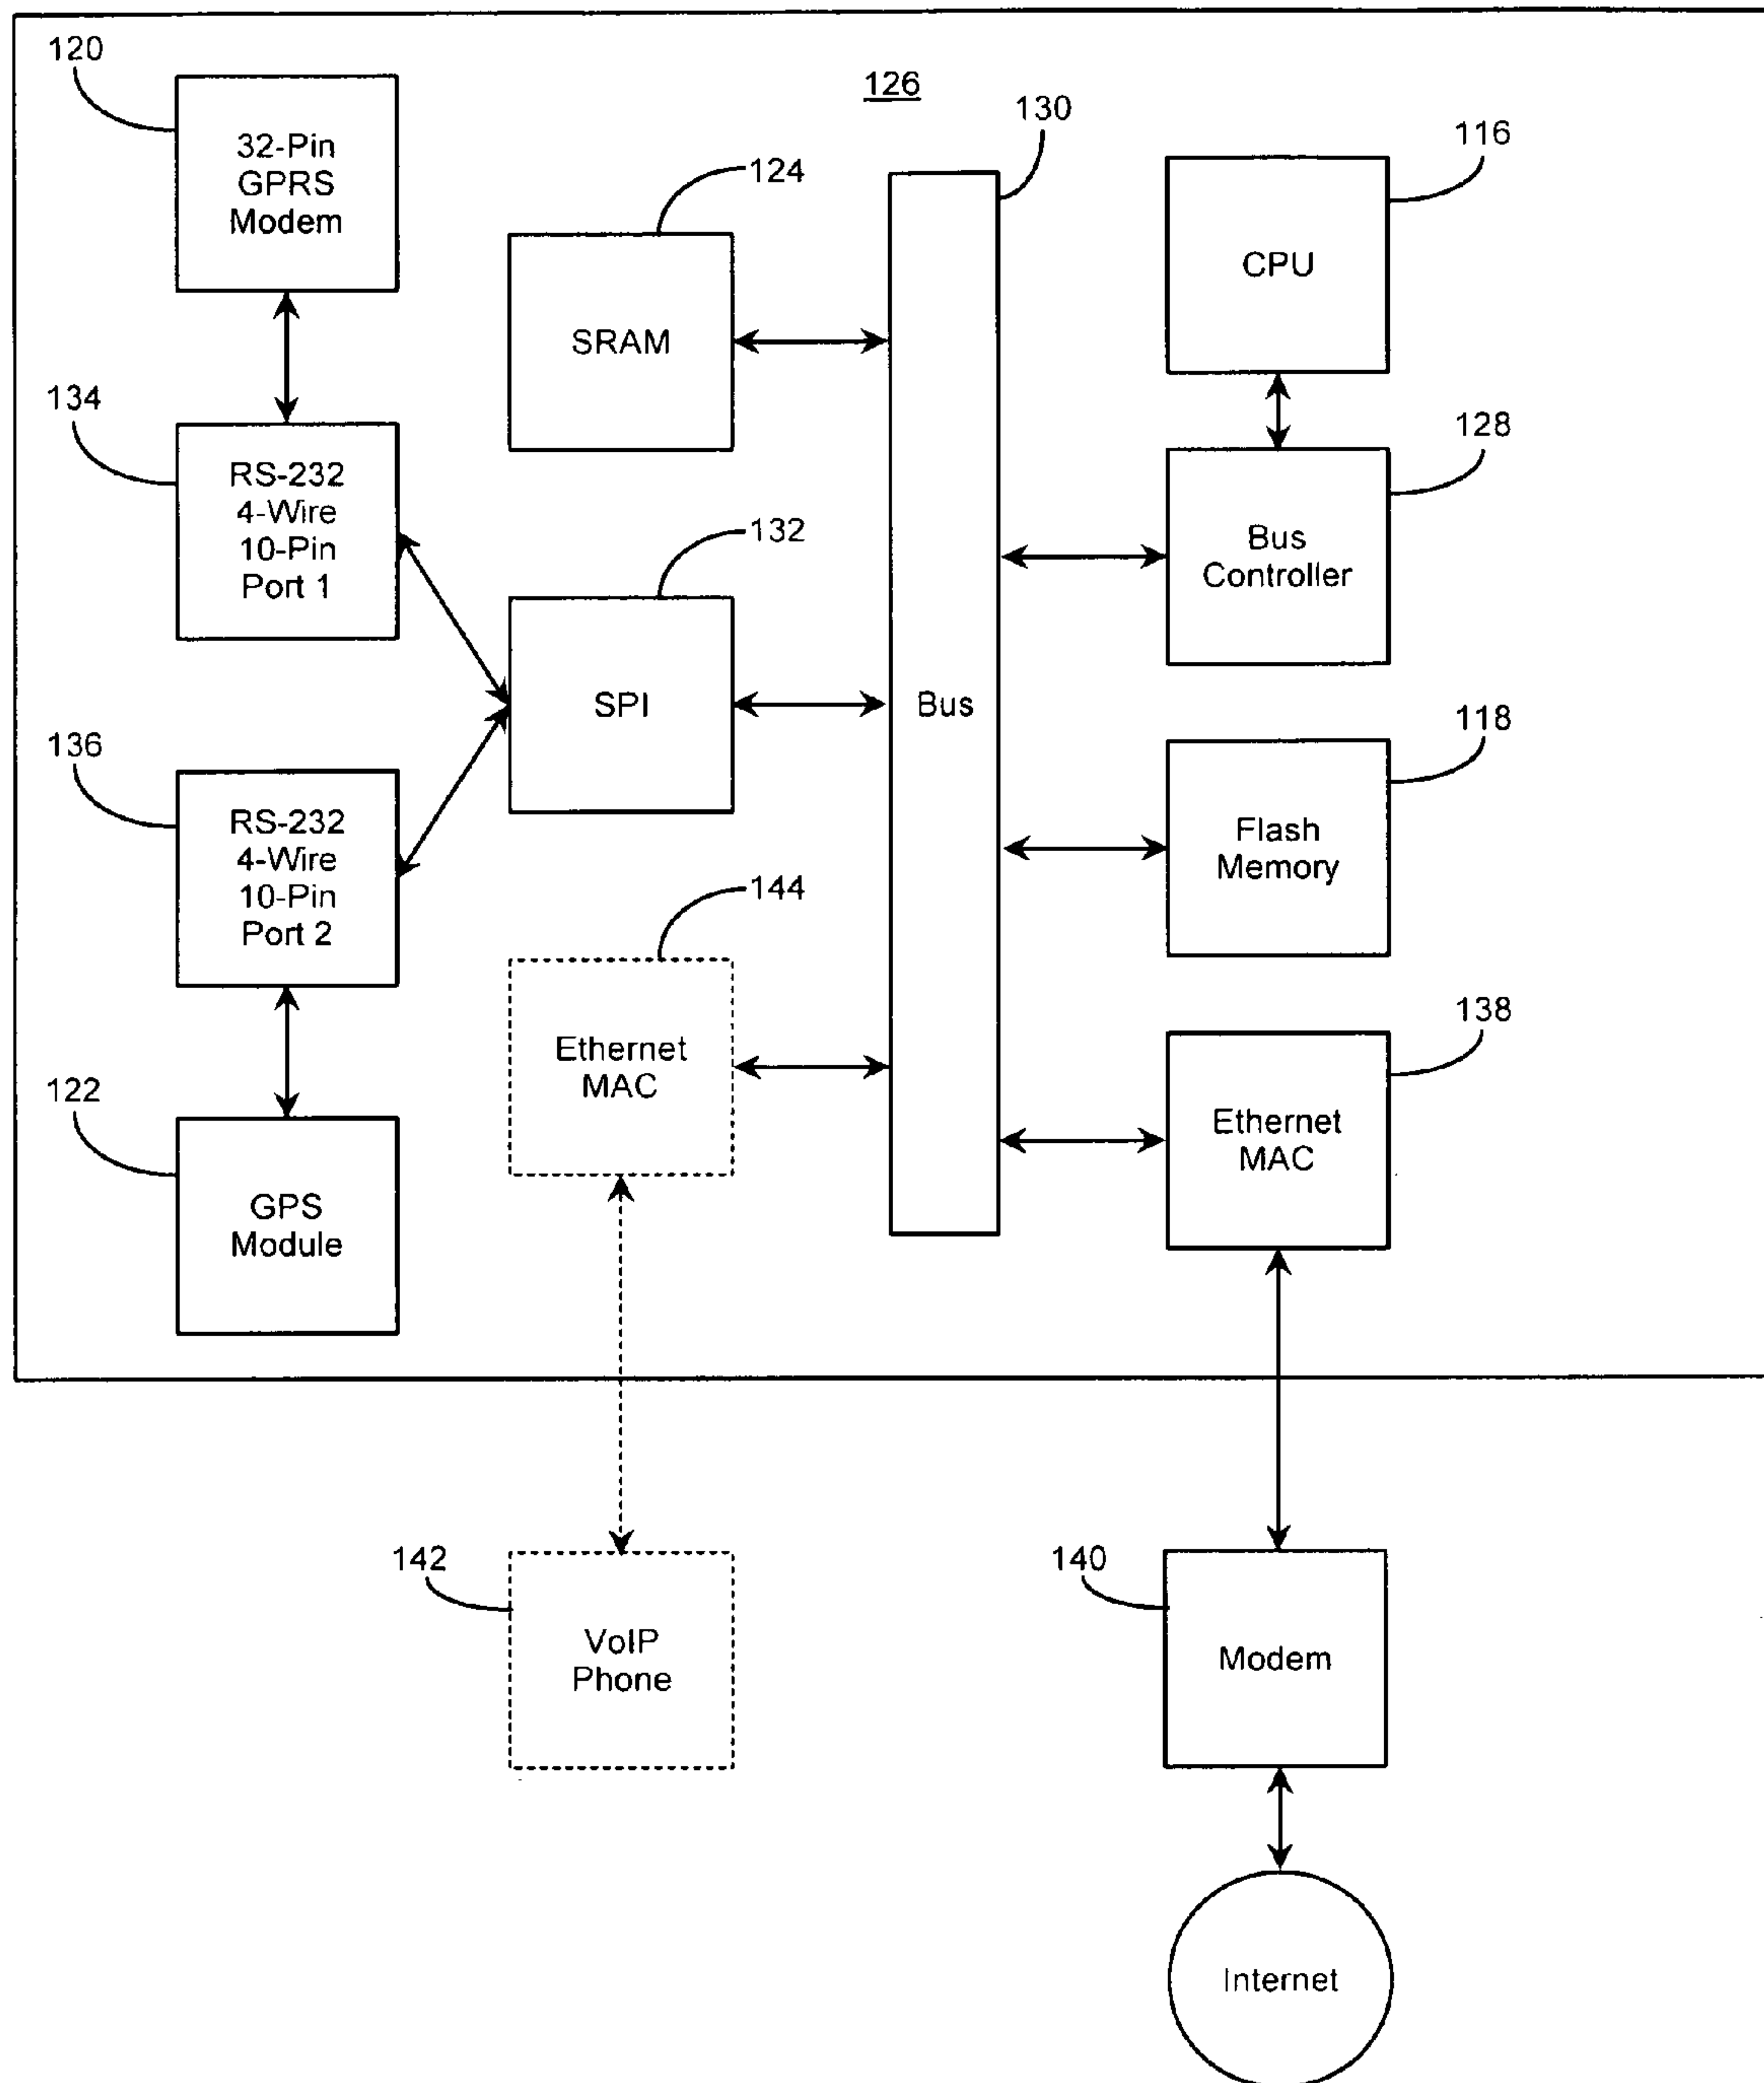 120
32-Pin
GPRS
Modem
126
130
116
CPU
124
SRAM
134
RS-232
4-Wire
10-Pin
Port 1
128
Bus
Controller
132
SPI
Bus
118
Flash
Memory
136
RS-232
4-Wire
10-Pin
Port 2
144
Ethernet
MAC
138
Ethernet
MAC
122
GPS
Module
142
VoIP
Phone
140
Modem
Internet